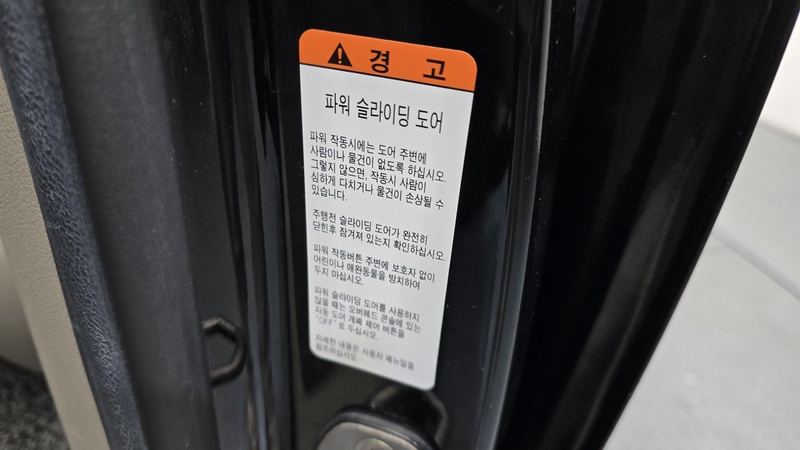 경 고
파워 슬라이딩 도어
파워 작동시에는 도어 주변에
사람이나 물건이 없도록 하십시오.
그렇지 않으면, 작동시 사람이
심하게 다치거나 물건이 손상될 수
있습니다.
주행전 슬라이딩 도어가 완전히
닫힌후 잠겨져 있는지 확인하십시오.
파워 작동버튼 주변에 보호자 없이
어린이나 애완동물을 방치하여
두지 마십시오.
파워 슬라이딩 도어를 사용하지
않을 때는 오버헤드 콘솔에 있는
자동 도어 개폐 제어 버튼을
"OFF"로 두십시오.
자세한 내용은 사용자 매뉴얼을
참조하십시오.